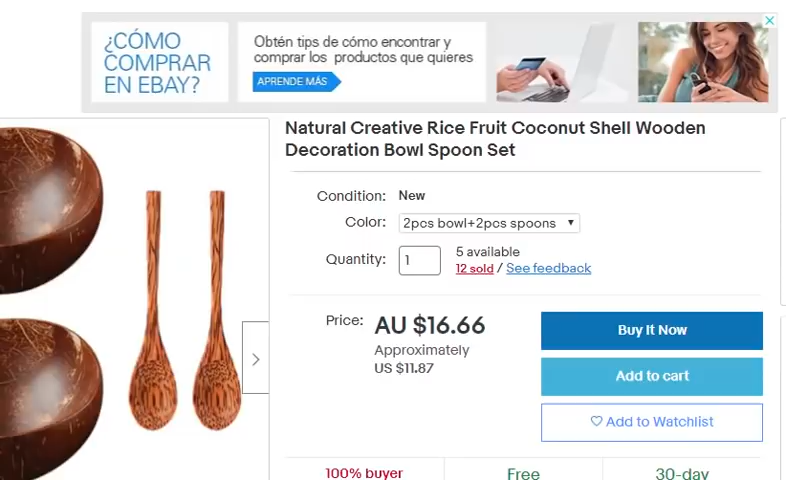 ¿CÓMO
COMPRAR
EN EBAY?
Obtén tips de cómo encontrar y
comprar los productos que quieres
APRENDE MÁS
Natural Creative Rice Fruit Coconut Shell Wooden
Decoration Bowl Spoon Set
Condition: New
Color: 2pcs bowl+2pcs spoons
Quantity: 1 5 available
12 sold / See feedback
Price: AU $16.66
Approximately
US $11.87
Buy It Now
Add to cart
Add to Watchlist
100% buyer Free 30-day